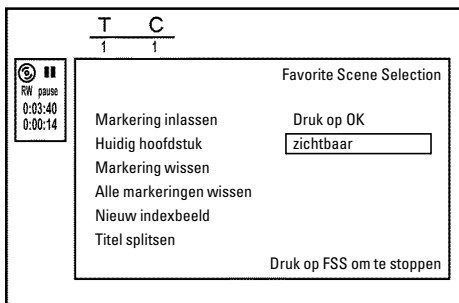 T C
1 1
RW pause
0:03:40
0:00:14
Favorite Scene Selection
Markering inlassen Druk op OK
Huidig hoofdstuk zichtbaar
Markering wissen
Alle markeringen wissen
Nieuw indexbeeld
Titel splitsen
Druk op FSS om te stoppen